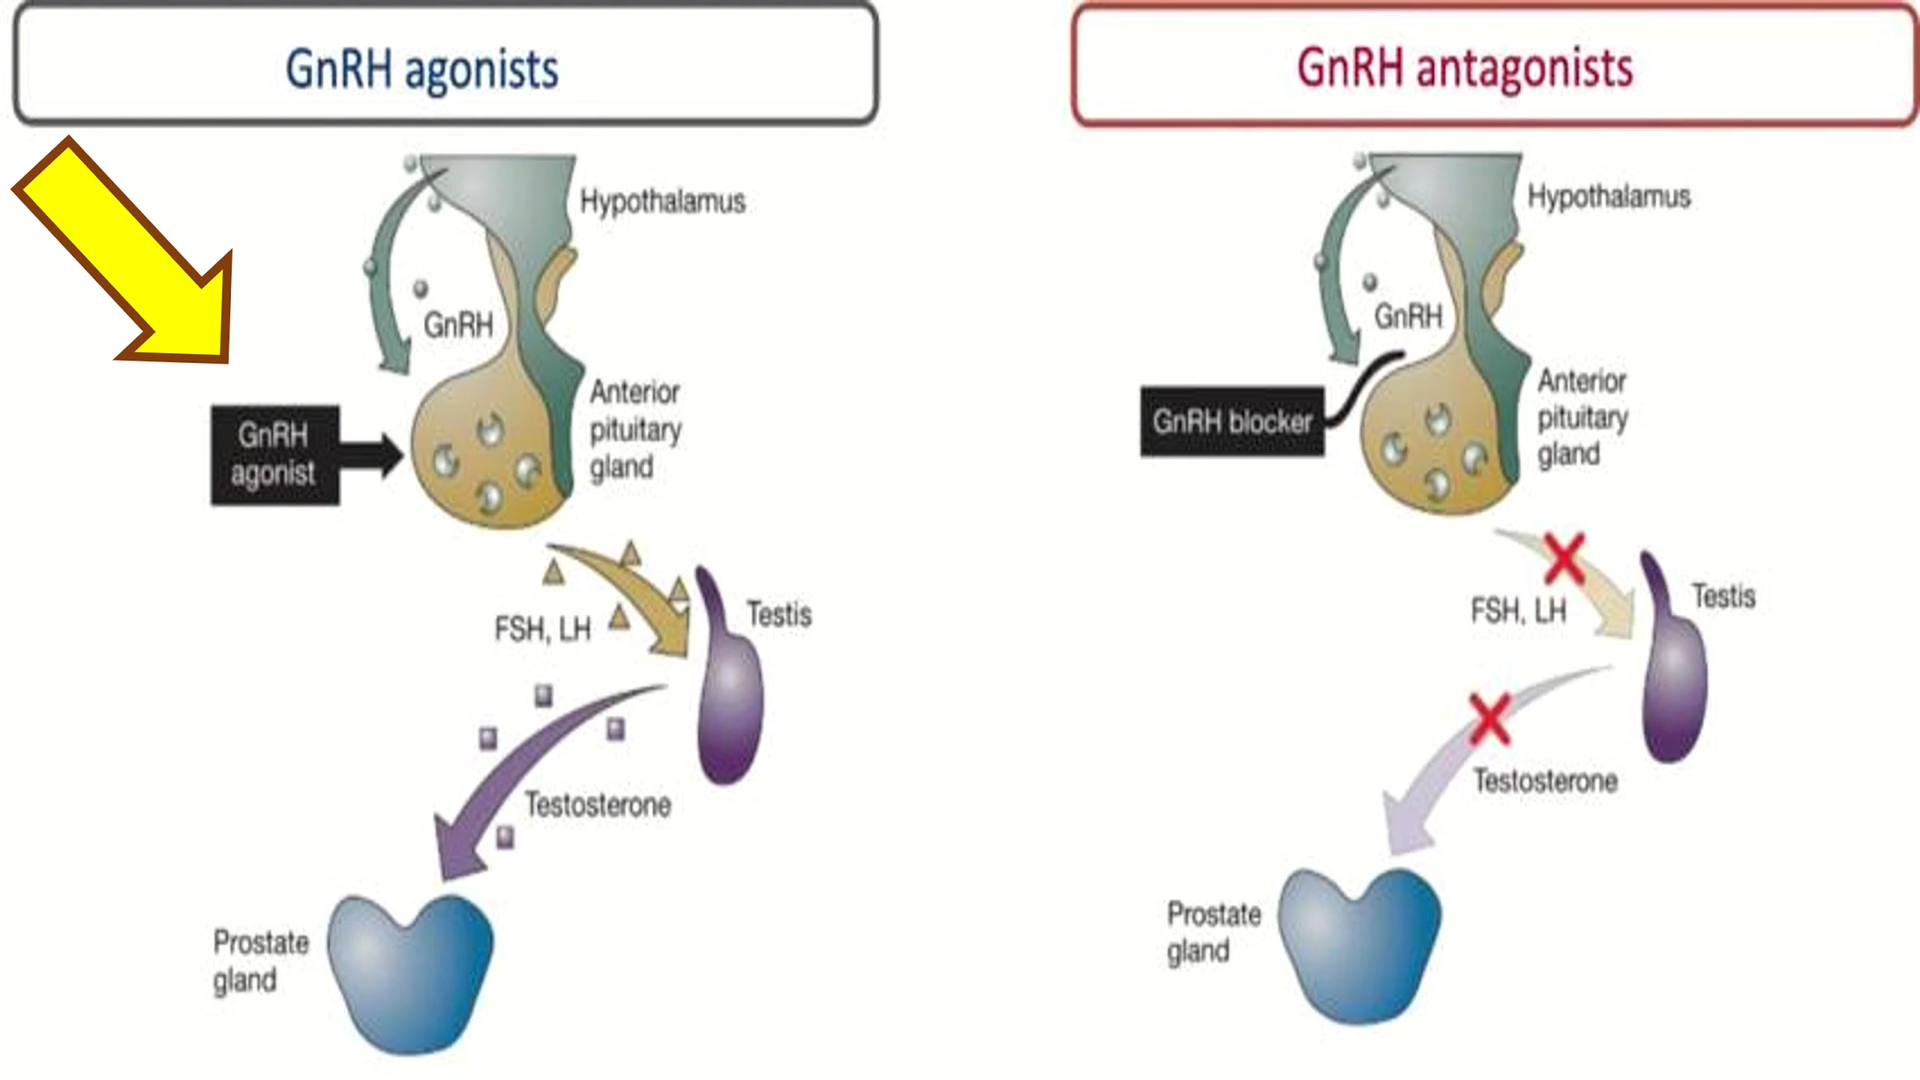 GnRH agonists
Hypothalamus
GnRH
Anterior
pituitary
gland
GnRH
agonist
FSH, LH
Testis
Testosterone
Prostate
gland
GnRH antagonists
Hypothalamus
GnRH
Anterior
pituitary
gland
GnRH blocker
FSH, LH
Testis
Testosterone
Prostate
gland